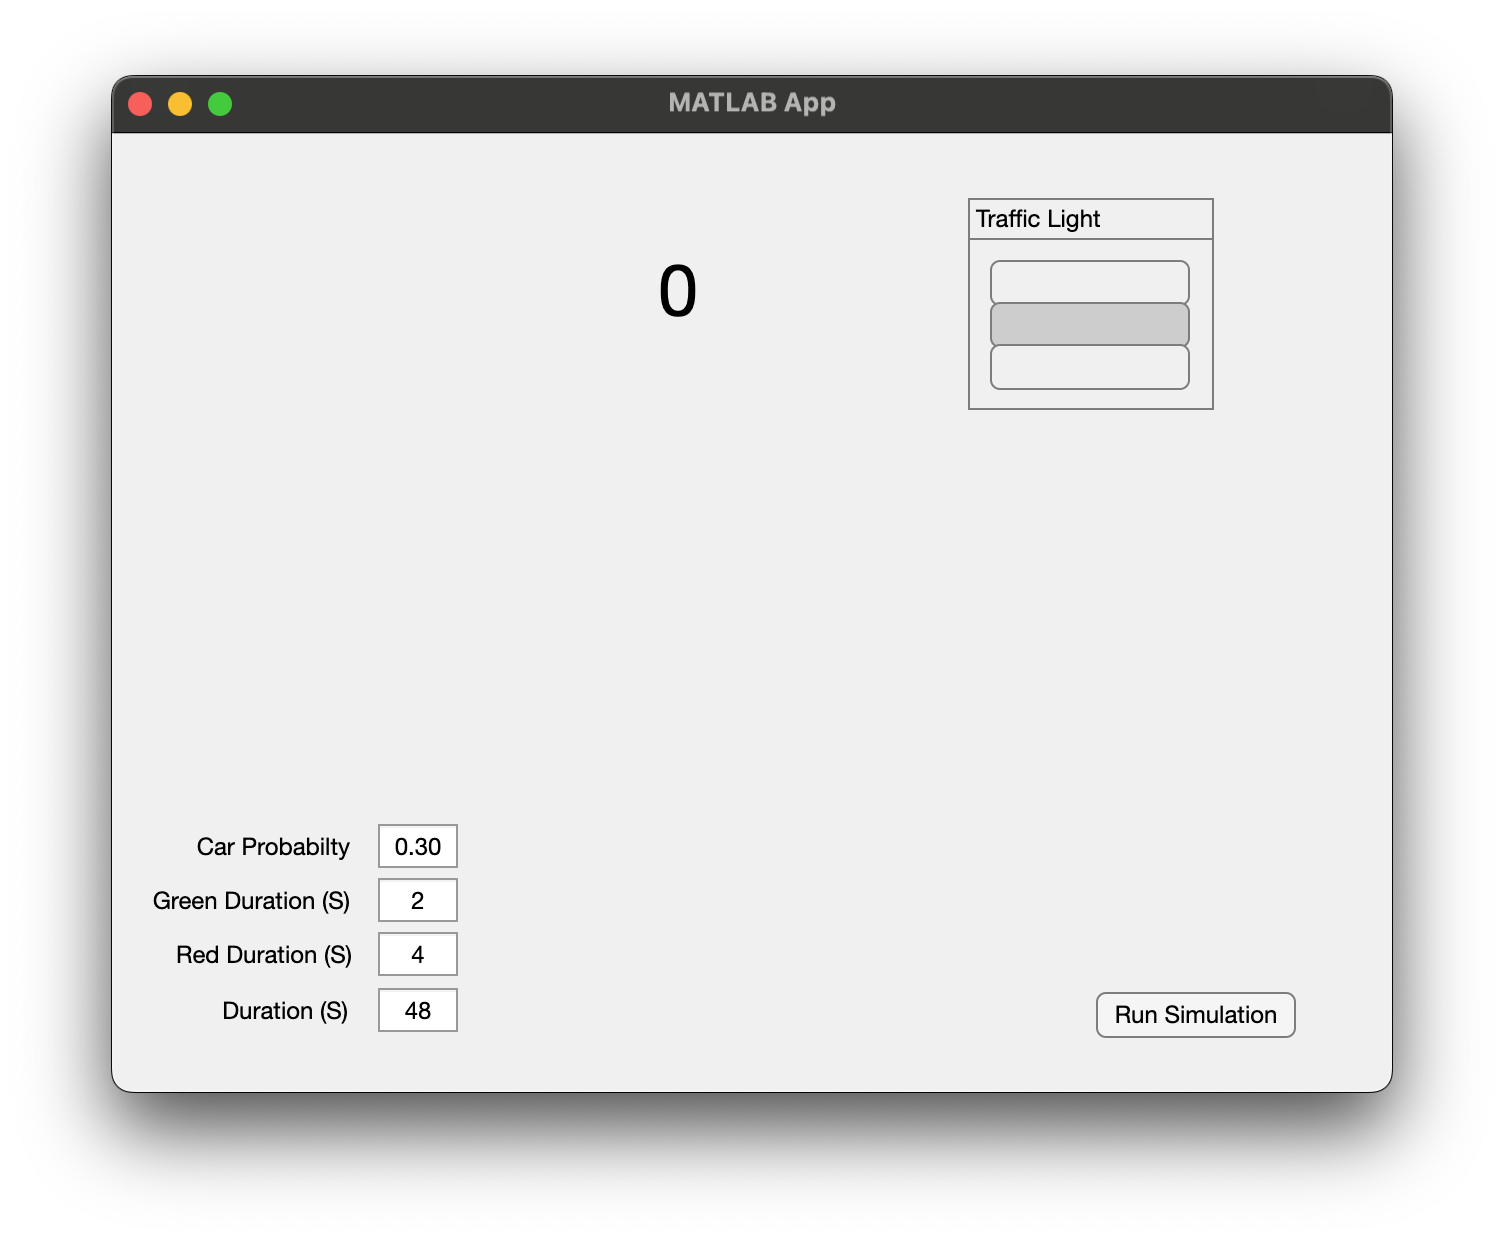 MATLAB App
Traffic Light
0
Car Probabilty 0.30
Green Duration (S) 2
Red Duration (S) 4
Duration (S) 48
Run Simulation